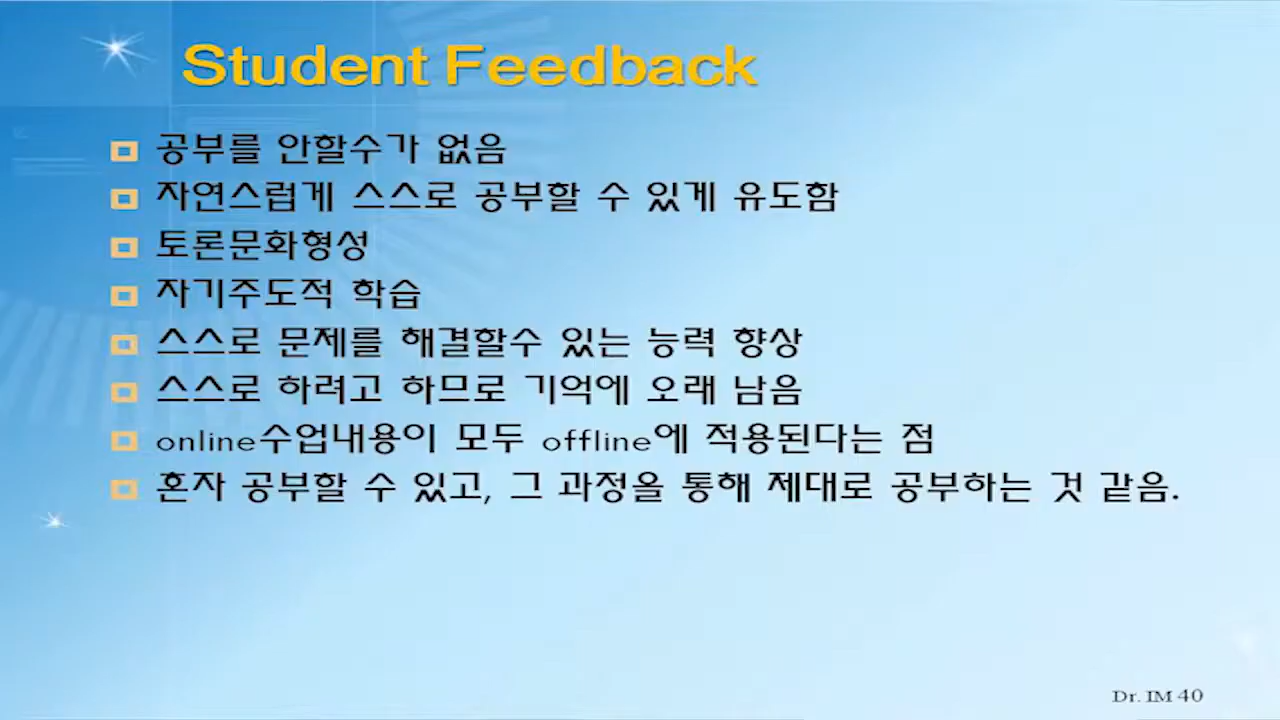 Student Feedback
공부를 안할수가 없음
자연스럽게 스스로 공부할 수 있게 유도함
토론문화형성
자기주도적 학습
스스로 문제를 해결할수 있는 능력 향상
스스로 하려고 하므로 기억에 오래 남음
online수업내용이 모두 offline에 적용된다는 점
혼자 공부할 수 있고, 그 과정을 통해 제대로 공부하는 것 같음.
Dr. IM 40